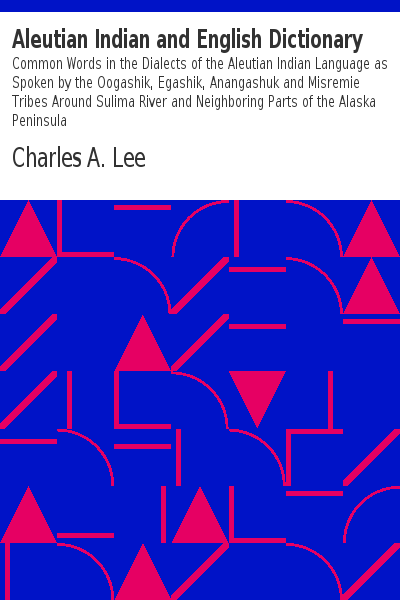 Aleutian Indian and English Dictionary
Common Words in the Dialects of the Aleutian Indian Language as
Spoken by the Oogashik, Egashik, Anangashuk and Misremie
Tribes Around Sulima River and Neighboring Parts of the Alaska
Peninsula
Charles A. Lee